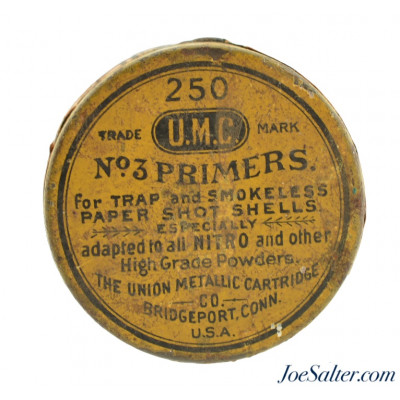 250
TRADE U.M.C. MARK
Nº3 PRIMERS.
For TRAP and SMOKELESS
PAPER SHOT SHELLS
ESPECIALLY
adapted to all NITRO and other
High Grade Powders.
THE UNION METALLIC CARTRIDGE
CO.
BRIDGEPORT, CONN.
U.S.A.
JoeSalter.com